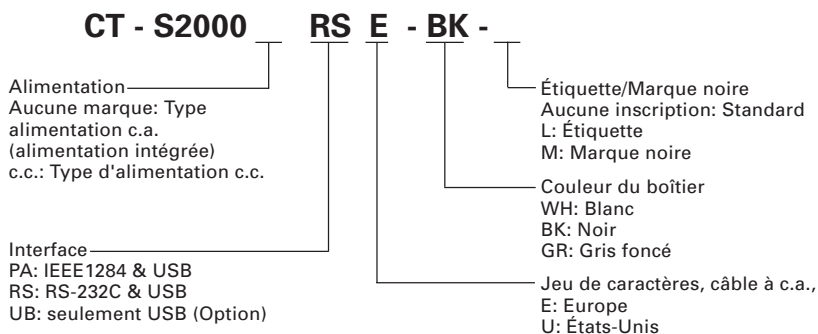 CT - S2000 __ RS E - BK - __
Alimentation
Aucune marque: Type
alimentation c.a.
(alimentation intégrée)
c.c.: Type d'alimentation c.c.
Interface
PA: IEEE1284 & USB
RS: RS-232C & USB
UB: seulement USB (Option)
Étiquette/Marque noire
Aucune inscription: Standard
L: Étiquette
M: Marque noire
Couleur du boîtier
WH: Blanc
BK: Noir
GR: Gris foncé
Jeu de caractères, câble à c.a.,
E: Europe
U: États-Unis